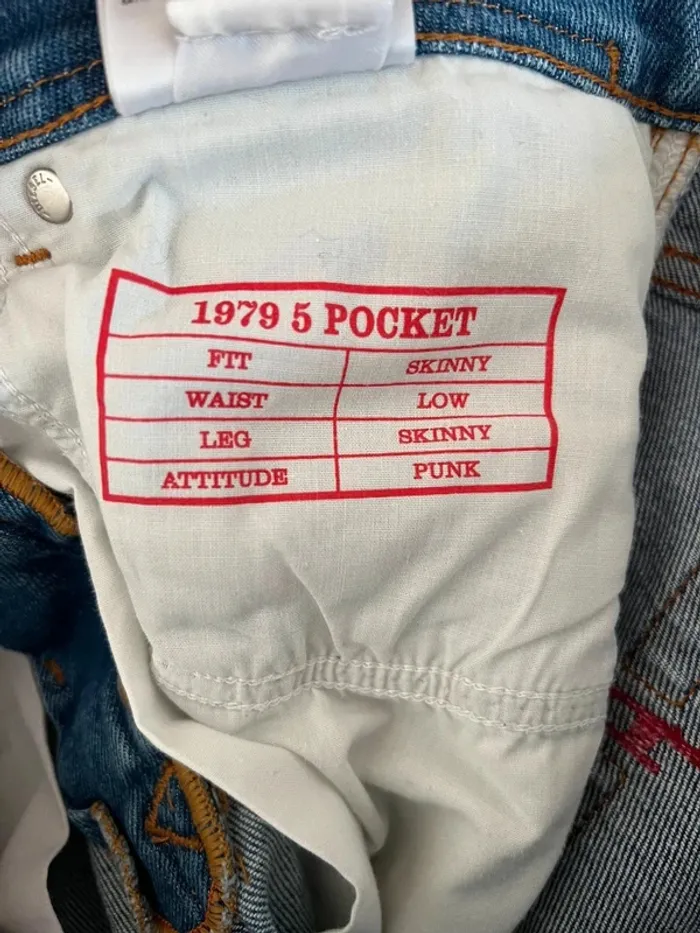 1979 5 POCKET
FIT SKINNY
WAIST LOW
LEG SKINNY
ATTITUDE PUNK